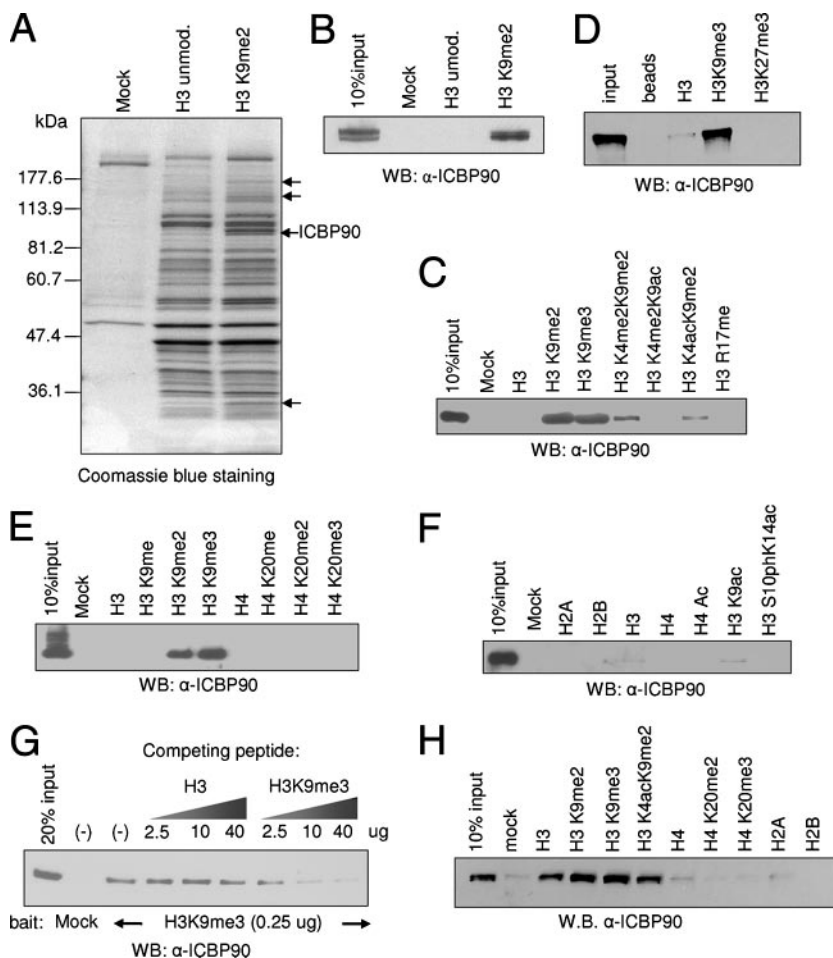 A
Mock
H3 unmod.
H3 K9me2
kDa
177.6
113.9
81.2
60.7
47.4
36.1
ICBP90
Coomassie blue staining
B
10%input
Mock
H3 umod.
H3 K9me2
WB: α-ICBP90
D
input
beads
H3
H3K9me3
H3K27me3
WB: α-ICBP90
C
10%input
Mock
H3
H3 K9me2
H3 K9me3
H3 K4me2K9me2
H3 K4me2K9ac
H3 K4acK9me2
H3 R17me
WB: α-ICBP90
E
10%input
Mock
H3
H3 K9me
H3 K9me2
H3 K9me3
H4
H4 K20me
H4 K20me2
H4 K20me3
WB: α-ICBP90
F
10%input
Mock
H2A
H2B
H3
H4
H4 Ac
H3 K9ac
H3 S10phK14ac
WB: α-ICBP90
G
Competing peptide:
20% input
(-)
(-)
H3
H3K9me3
2.5 10 40 2.5 10 40 ug
bait: Mock H3K9me3 (0.25 ug)
WB: α-ICBP90
H
10% input
mock
H3
H3 K9me2
H3 K9me3
H3 K4acK9me2
H4
H4 K20me2
H4 K20me3
H2A
H2B
W.B. α-ICBP90